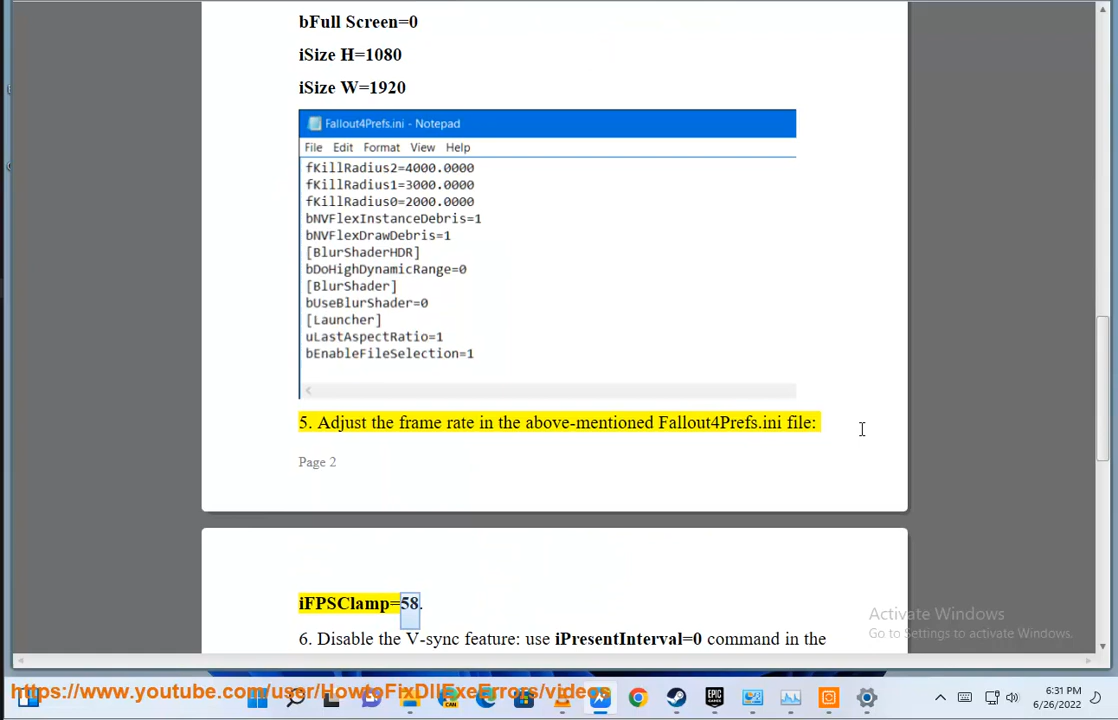 bFull Screen=0
iSize H=1080
iSize W=1920
Fallout4Prefs.ini - Notepad
File Edit Format View Help
fKillRadius2=4000.0000
fKillRadius1=3000.0000
fKillRadius0=2000.0000
bNVFlexInstanceDebris=1
bNVFlexDrawDebris=1
[BlurShaderHDR]
bDoHighDynamicRange=0
[BlurShader]
bUseBlurShader=0
[Launcher]
uLastAspectRatio=1
bEnableFileSelection=1
5. Adjust the frame rate in the above-mentioned Fallout4Prefs.ini file:
Page 2
iFPSClamp=58.
Activate Windows
Go to Settings to activate Windows.
6. Disable the V-sync feature: use iPresentInterval=0 command in the
https://www.youtube.com/user/HowtoFixDllExeErrors/videos
6:31 PM
6/26/2022